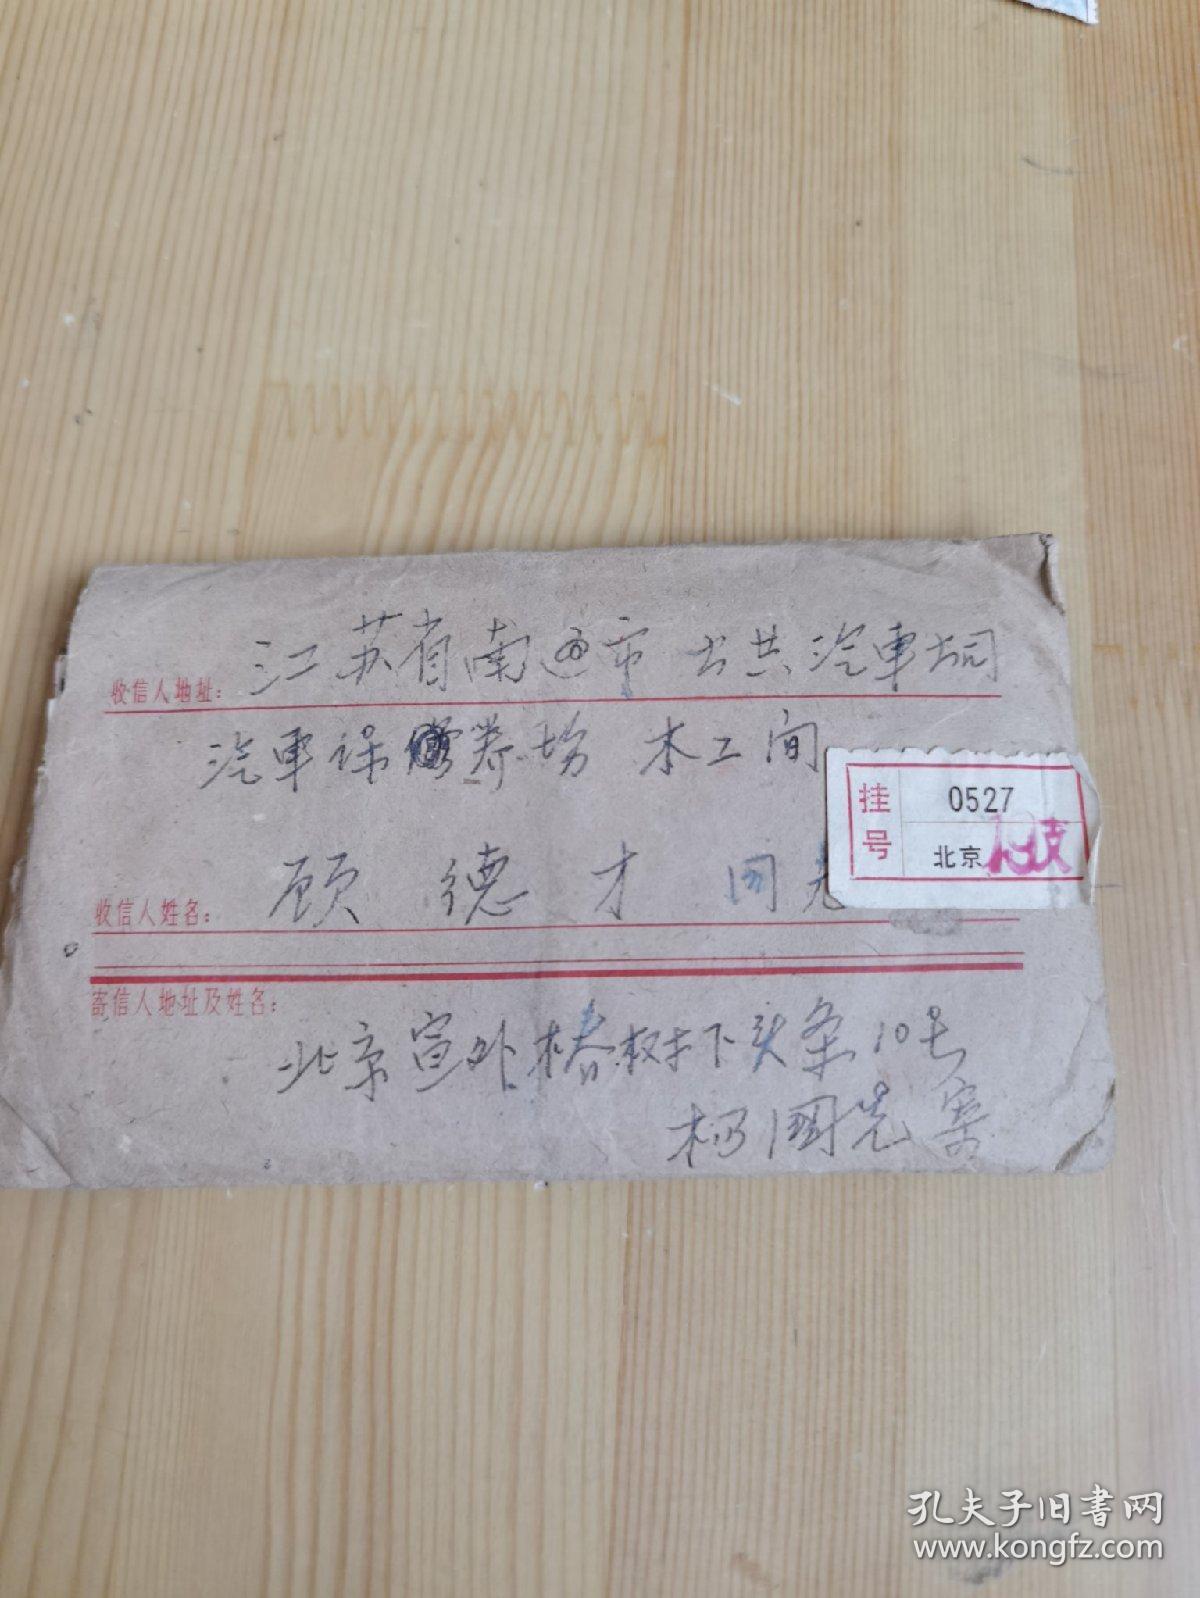 收信人地址： 江苏省南通市 公共汽車公司
汽車保养场 木工间
挂号 0527
北京 13支
收信人姓名： 顾 德 才 同志
寄信人地址及姓名：
北京宣外椿树下头条10号
杨国光寄
孔夫子旧书网
www.kongfz.com